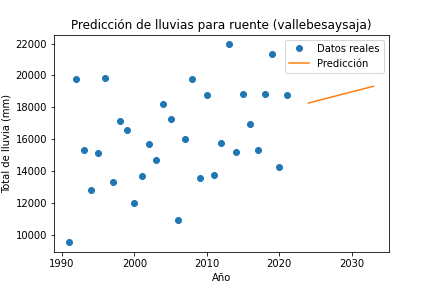 Predicción de lluvias para ruente (vallebesaysaja)
Datos reales
Predicción
Total de lluvia (mm)
22000
20000
18000
16000
14000
12000
10000
1990
2000
2010
2020
2030
Año